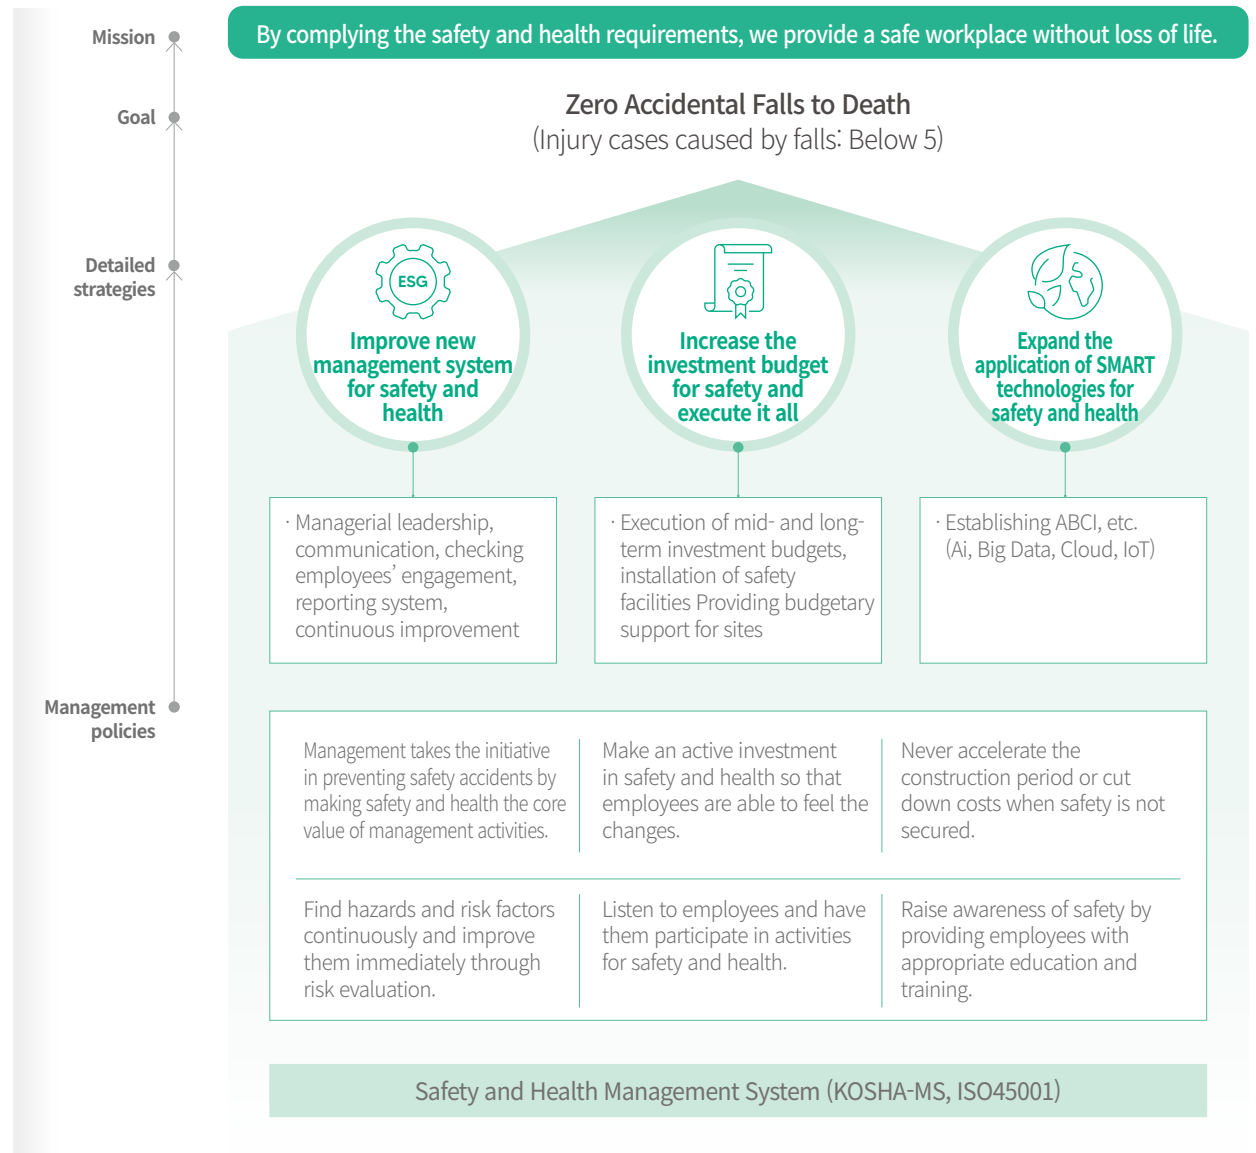 Mission
By complying the safety and health requirements, we provide a safe workplace without loss of life.
Goal
Zero Accidental Falls to Death
(Injury cases caused by falls: Below 5)
Detailed
strategies
ESG
Improve new
management system
for safety and
health
Increase the
investment budget
for safety and
execute it all
Expand the
application of SMART
technologies for
safety and health
· Managerial leadership,
communication, checking
employees’ engagement,
reporting system,
continuous improvement
· Execution of mid- and long-
term investment budgets,
installation of safety
facilities Providing budgetary
support for sites
· Establishing ABCI, etc.
(Ai, Big Data, Cloud, IoT)
Management
policies
Management takes the initiative
in preventing safety accidents by
making safety and health the core
value of management activities.
Make an active investment
in safety and health so that
employees are able to feel the
changes.
Never accelerate the
construction period or cut
down costs when safety is not
secured.
Find hazards and risk factors
continuously and improve
them immediately through
risk evaluation.
Listen to employees and have
them participate in activities
for safety and health.
Raise awareness of safety by
providing employees with
appropriate education and
training.
Safety and Health Management System (KOSHA-MS, ISO45001)